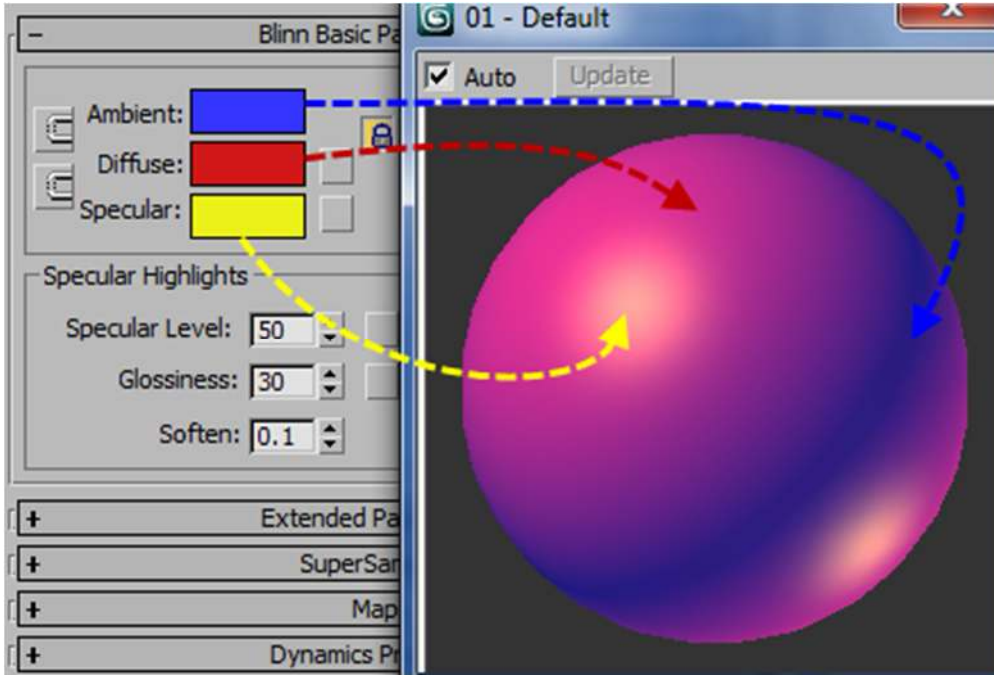 Blinn Basic Pa
Ambient:
Diffuse:
Specular:
Specular Highlights
Specular Level: 50
Glossiness: 30
Soften: 0.1
+ Extended Pa
+ SuperSam
+ Map
+ Dynamics Pr
01 - Default
Auto Update